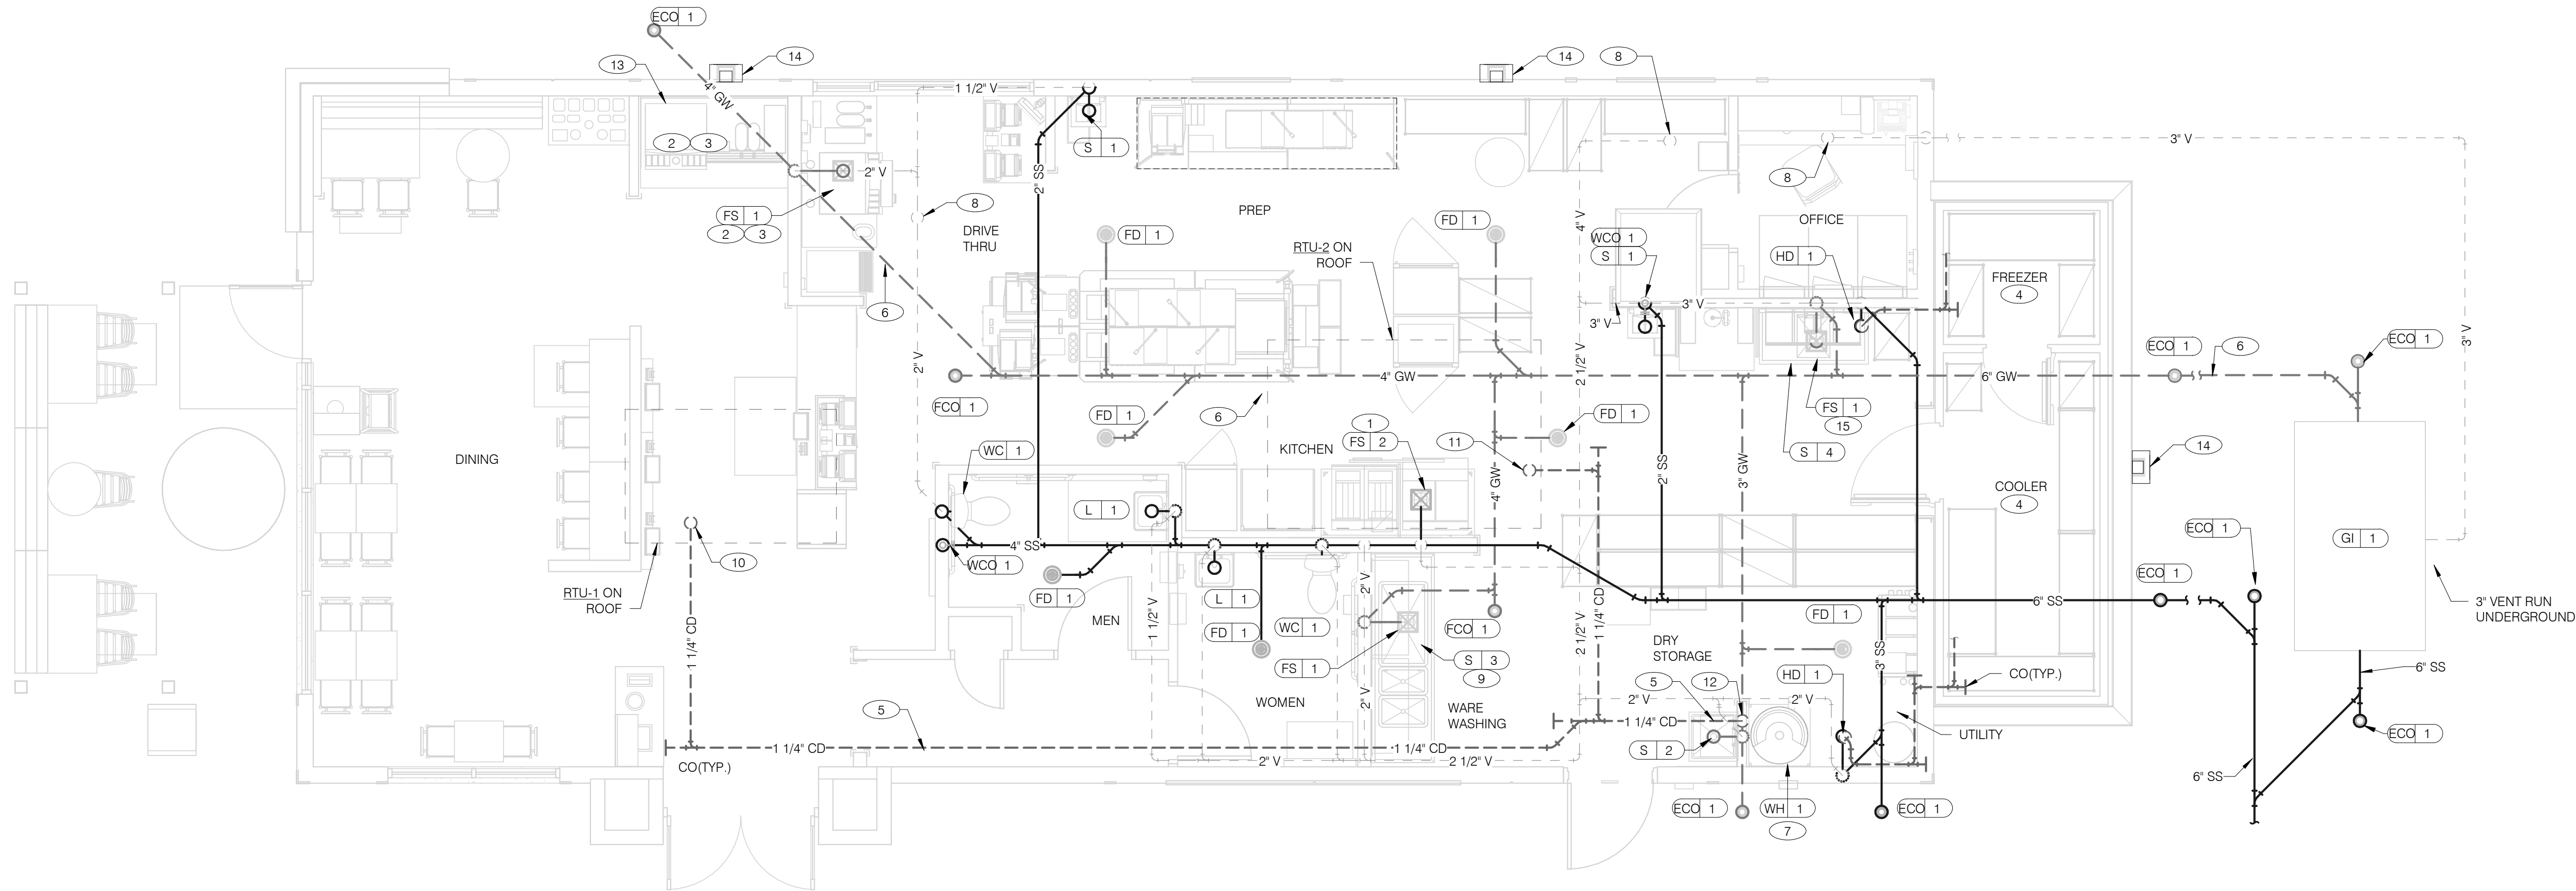 ECO 1
14
13
4" GW
2 3
1 1/2" V
S 1
14
8
8
3" V
2" V
2" SS
FS 1
2 3
8
DRIVE
THRU
FD 1
PREP
FD 1
RTU-2 ON
ROOF
4" V
WCO 1
S 1
8
OFFICE
HD 1
FREEZER
4
6
3" V
3" V
3" V
2" V
2 1/2" V
FCO 1
4" GW
6" GW
ECO 1
6
ECO 1
FD 1
6
1
FS 2
KITCHEN
11
FD 1
FS 1
15
S 4
14
DINING
WC 1
L 1
4" GW
2" SS
3" GW
COOLER
4
10
4" SS
WCO 1
RTU-1 ON
ROOF
FD 1
MEN
1 1/2" V
L 1
FD 1
WC 1
2" V
FS 1
FCO 1
S 3
9
1 1/4" CD
2 1/2" V
FD 1
DRY
STORAGE
6" SS
ECO 1
ECO 1
GI 1
3" VENT RUN
UNDERGROUND
1 1/4" CD
5
WOMEN
2" V
WARE
WASHING
5
12
HD 1
3" SS
CO(TYP.)
6" SS
2" V
2" V
1 1/4" CD
S 2
UTILITY
ECO 1
CO(TYP.)
1 1/4" CD
1 1/4" CD
2" V
2 1/2" V
6" SS
ECO 1
WH 1
7
ECO 1